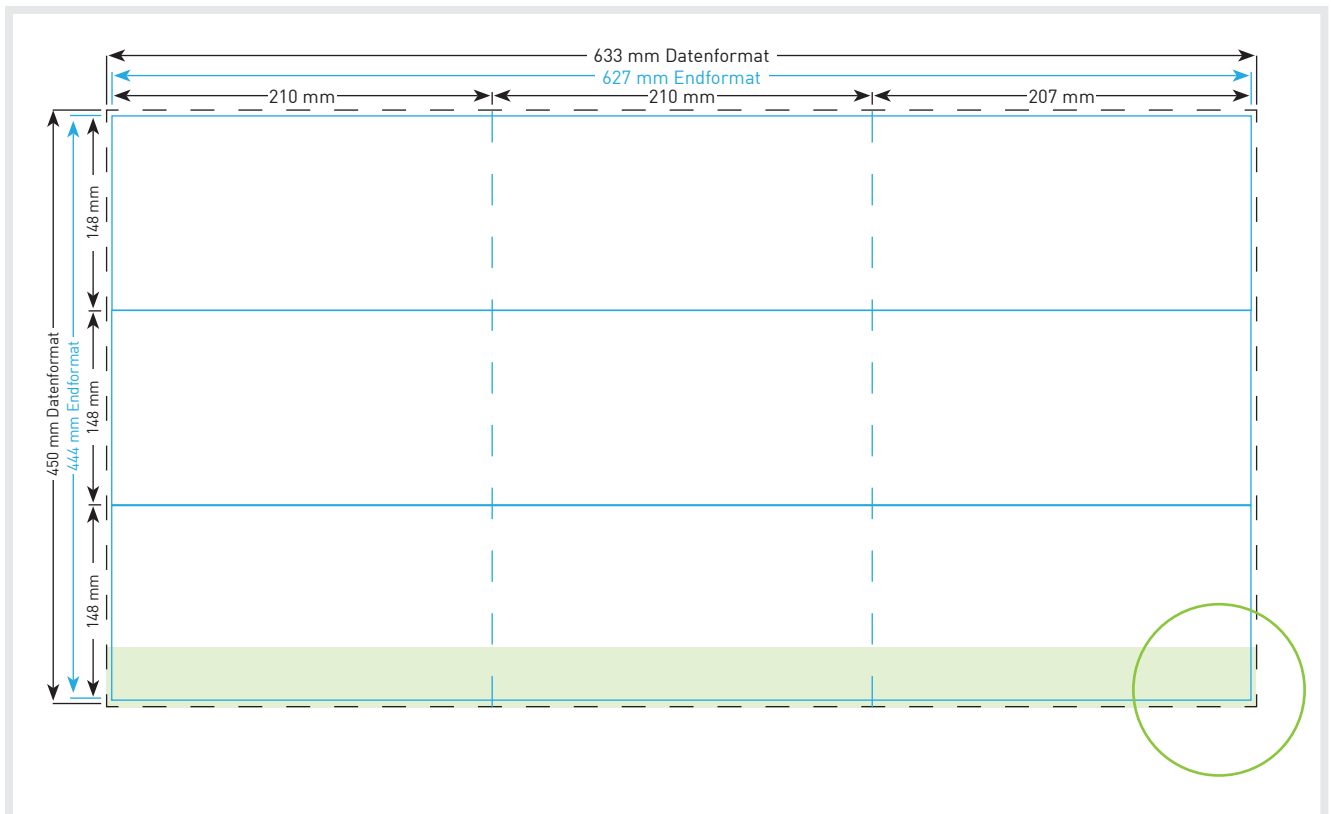 633 mm Datenformat
627 mm Endformat
210 mm
210 mm
207 mm
450 mm Datenformat
444 mm Endformat
148 mm
148 mm
148 mm